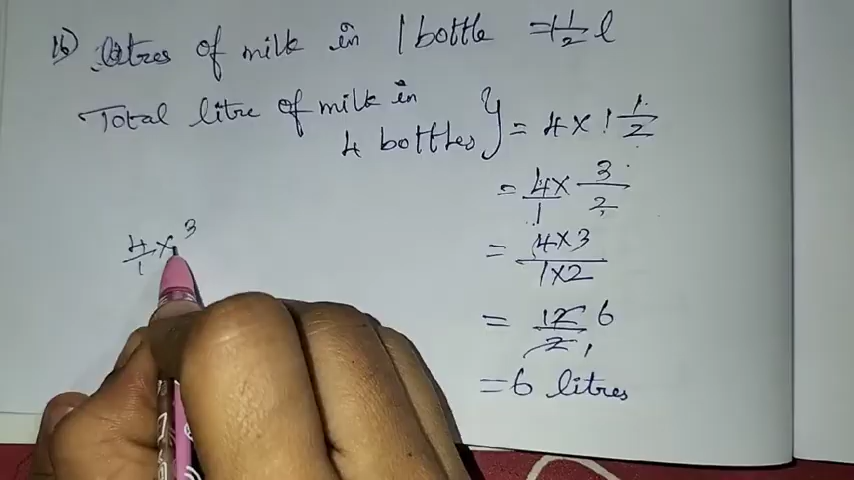 16) litres of milk in 1 bottle = 1 1/2 l
Total litre of milk in
4 bottles } = 4 × 1 1/2
= 4/1 × 3/2
= 4×3/1×2
= 12/2 6/1
= 6 litres
4/1 × 3